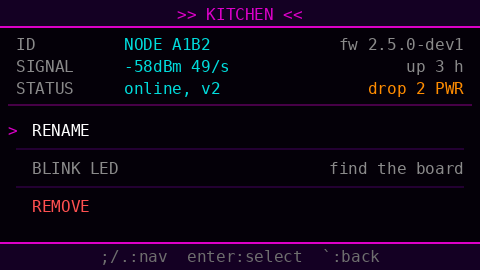 >> KITCHEN <<
ID NODE A1B2 fw 2.5.0-dev1
SIGNAL -58dBm 49/s up 3 h
STATUS online, v2 drop 2 PWR
> RENAME
BLINK LED find the board
REMOVE
;/.:nav enter:select `:back